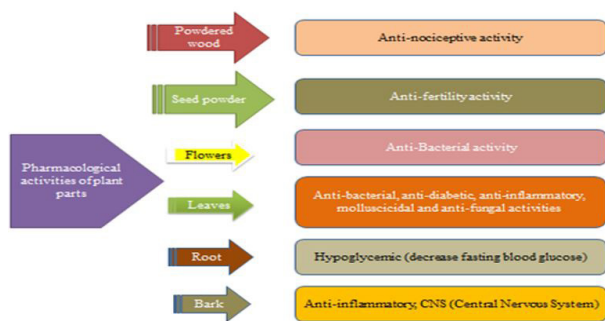 Powdered
wood
Anti-nociceptive activity
Seed powder
Anti-fertility activity
Flowers
Anti-Bacterial activity
Pharmacological
activities of plant
parts
Leaves
Anti-bacterial, anti-diabetic, anti-inflammatory,
molluscicidal and anti-fungal activities
Root
Hypoglycemic (decrease fasting blood glucose)
Bark
Anti-inflammatory, CNS (Central Nervous System)